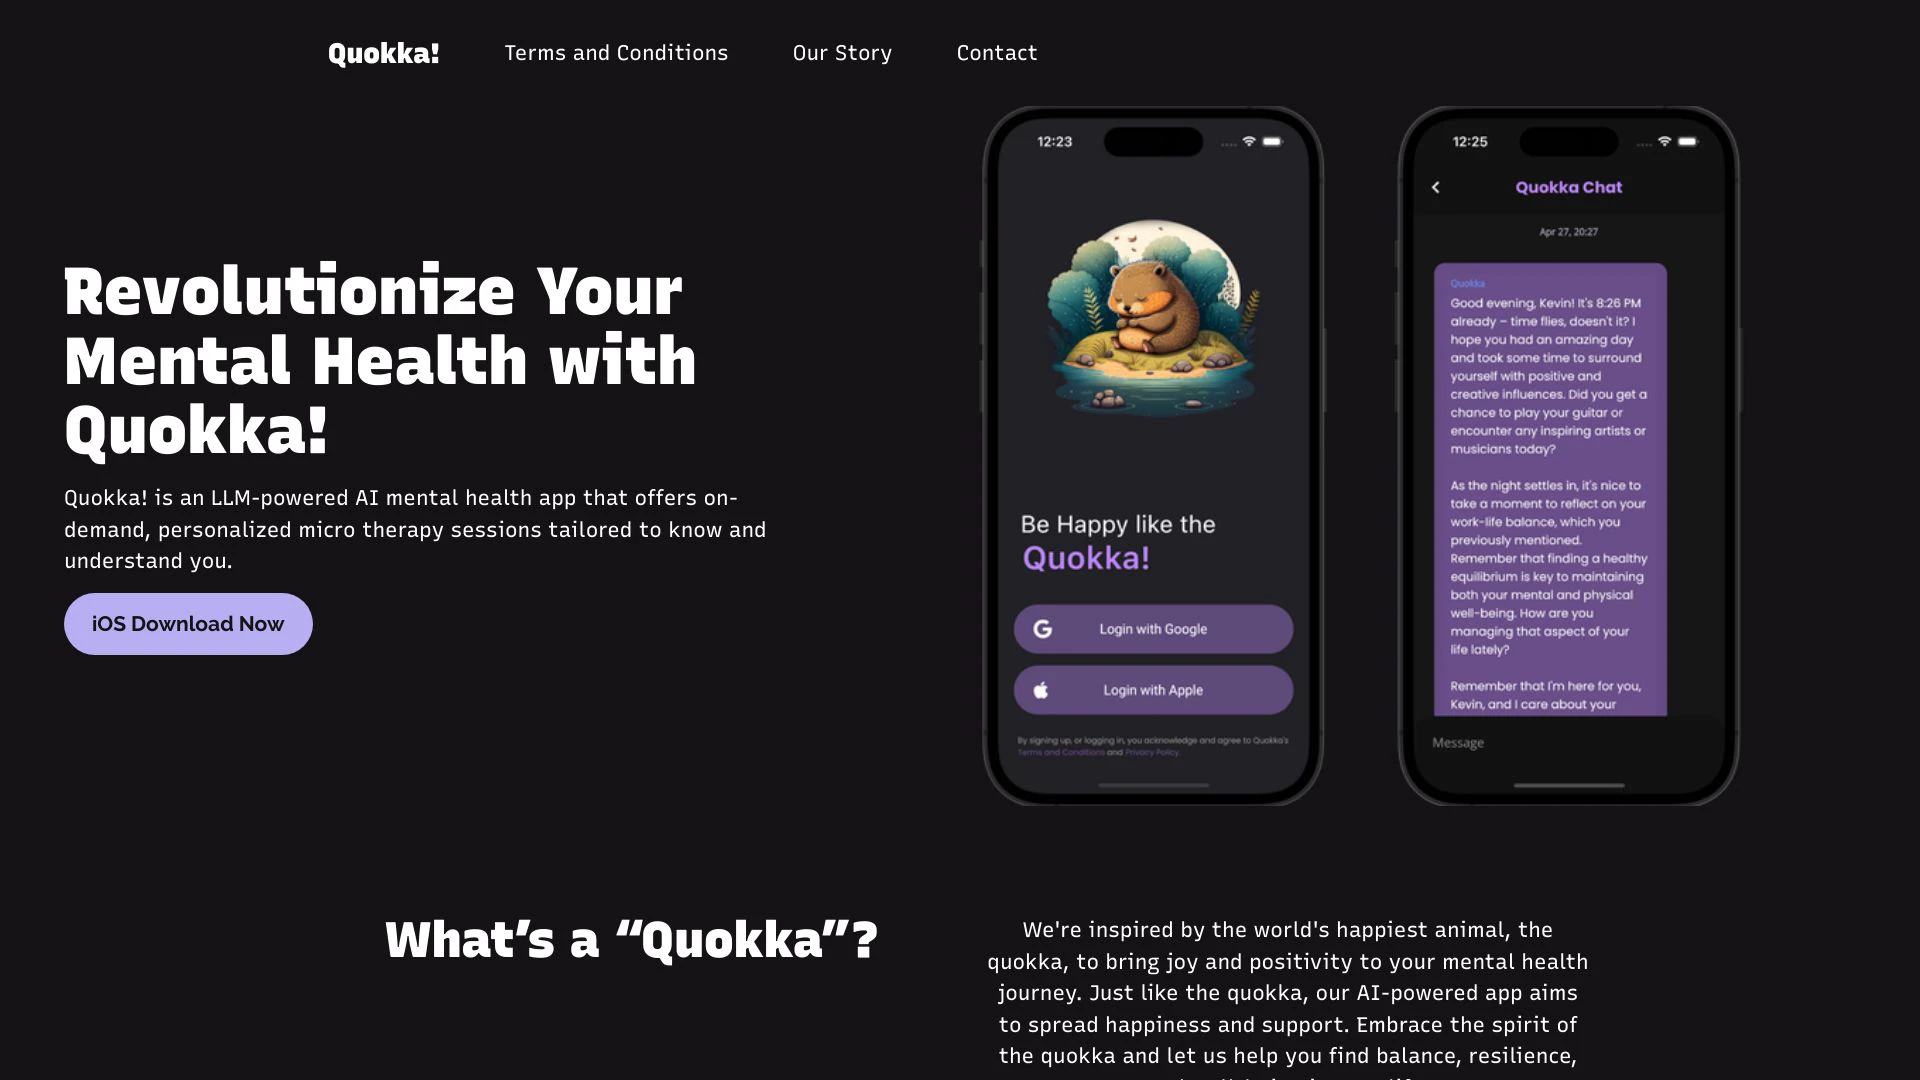 Quokka!
Terms and Conditions
Our Story
Contact
Revolutionize Your
Mental Health with
Quokka!
Quokka! is an LLM-powered AI mental health app that offers on-
demand, personalized micro therapy sessions tailored to know and
understand you.
iOS Download Now
12:23
Be Happy like the
Quokka!
Login with Google
Login with Apple
By signing up, or logging in, you acknowledge and agree to Quokka's
Terms and Conditions and Privacy Policy.
12:25
Quokka Chat
Apr 27, 20:27
Quokka
Good evening, Kevin! It's 8:26 PM
already – time flies, doesn't it? I
hope you had an amazing day
and took some time to surround
yourself with positive and
creative influences. Did you get a
chance to play your guitar or
encounter any inspiring artists or
musicians today?
As the night settles in, it's nice to
take a moment to reflect on your
work-life balance, which you
previously mentioned.
Remember that finding a healthy
equilibrium is key to maintaining
both your mental and physical
well-being. How are you
managing that aspect of your
life lately?
Remember that I'm here for you,
Kevin, and I care about your
Message
What's a “Quokka”?
We're inspired by the world's happiest animal, the
quokka, to bring joy and positivity to your mental health
journey. Just like the quokka, our AI-powered app aims
to spread happiness and support. Embrace the spirit of
the quokka and let us help you find balance, resilience,